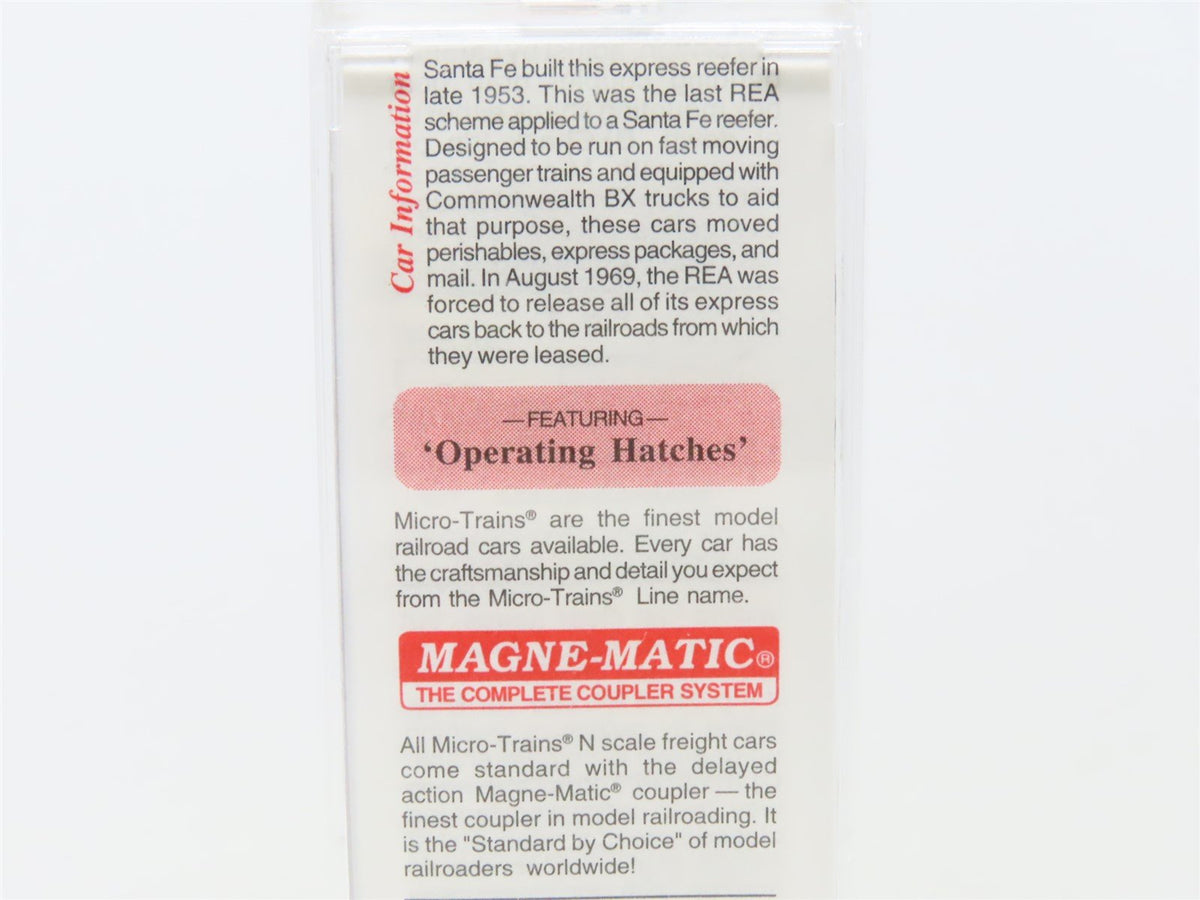 Car Information
Santa Fe built this express reefer in
late 1953. This was the last REA
scheme applied to a Santa Fe reefer.
Designed to be run on fast moving
passenger trains and equipped with
Commonwealth BX trucks to aid
that purpose, these cars moved
perishables, express packages, and
mail. In August 1969, the REA was
forced to release all of its express
cars back to the railroads from which
they were leased.
—FEATURING—
‘Operating Hatches’
Micro-Trains® are the finest model
railroad cars available. Every car has
the craftsmanship and detail you expect
from the Micro-Trains® Line name.
MAGNE-MATIC®
THE COMPLETE COUPLER SYSTEM
All Micro-Trains® N scale freight cars
come standard with the delayed
action Magne-Matic® coupler — the
finest coupler in model railroading. It
is the "Standard by Choice" of model
railroaders worldwide!